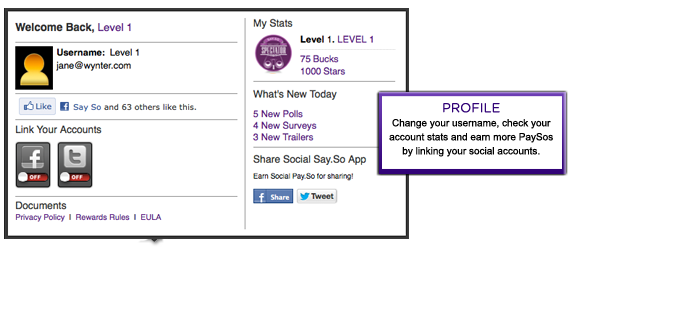 Welcome Back, Level 1
Username: Level 1
jane@wynter.com
Like
Say So and 63 others like this.
Link Your Accounts
f
OFF
t
OFF
Documents
Privacy Policy I Rewards Rules I EULA
My Stats
SPECTATOR
Level 1. LEVEL 1
75 Bucks
1000 Stars
What's New Today
5 New Polls
4 New Surveys
3 New Trailers
Share Social Say.So App
Earn Social Pay.So for sharing!
f Share
Tweet
PROFILE
Change your username, check your
account stats and earn more PaySos
by linking your social accounts.